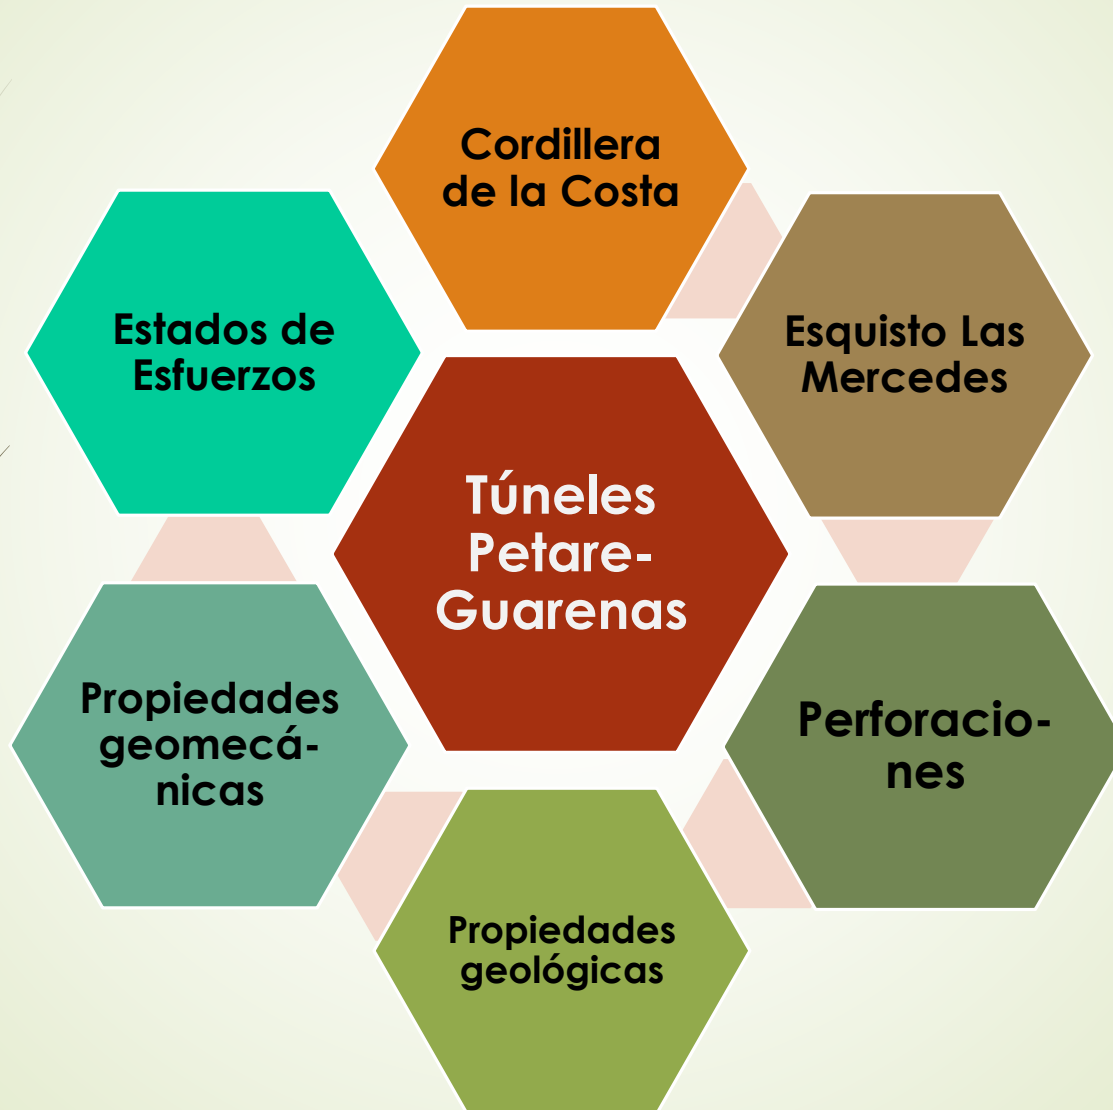 Cordillera
de la Costa
Esquisto Las
Mercedes
Perforacio-
nes
Propiedades
geológicas
Propiedades
geomecá-
nicas
Estados de
Esfuerzos
Túneles
Petare-
Guarenas